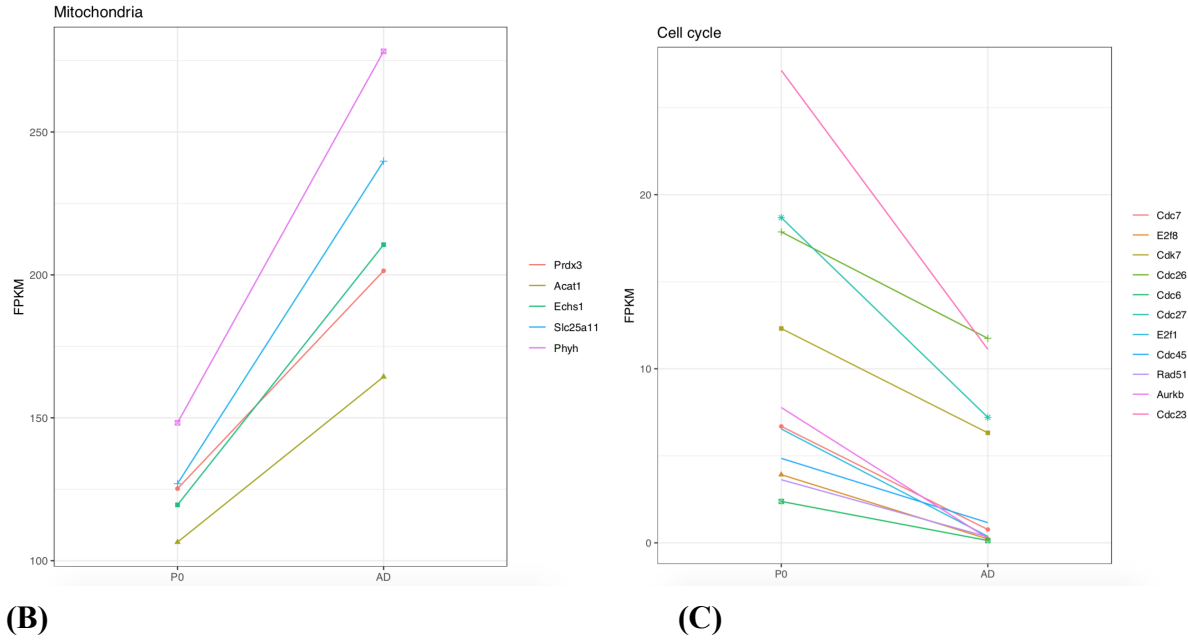 Mitochondria
250
200
150
100
FPKM
P0 AD
Prdx3
Acat1
Echs1
Slc25a11
Phyh
(B)
Cell cycle
20
10
0
FPKM
P0 AD
Cdc7
E2f8
Cdk7
Cdc26
Cdc6
Cdc27
E2f1
Cdc45
Rad51
Aurkb
Cdc23
(C)